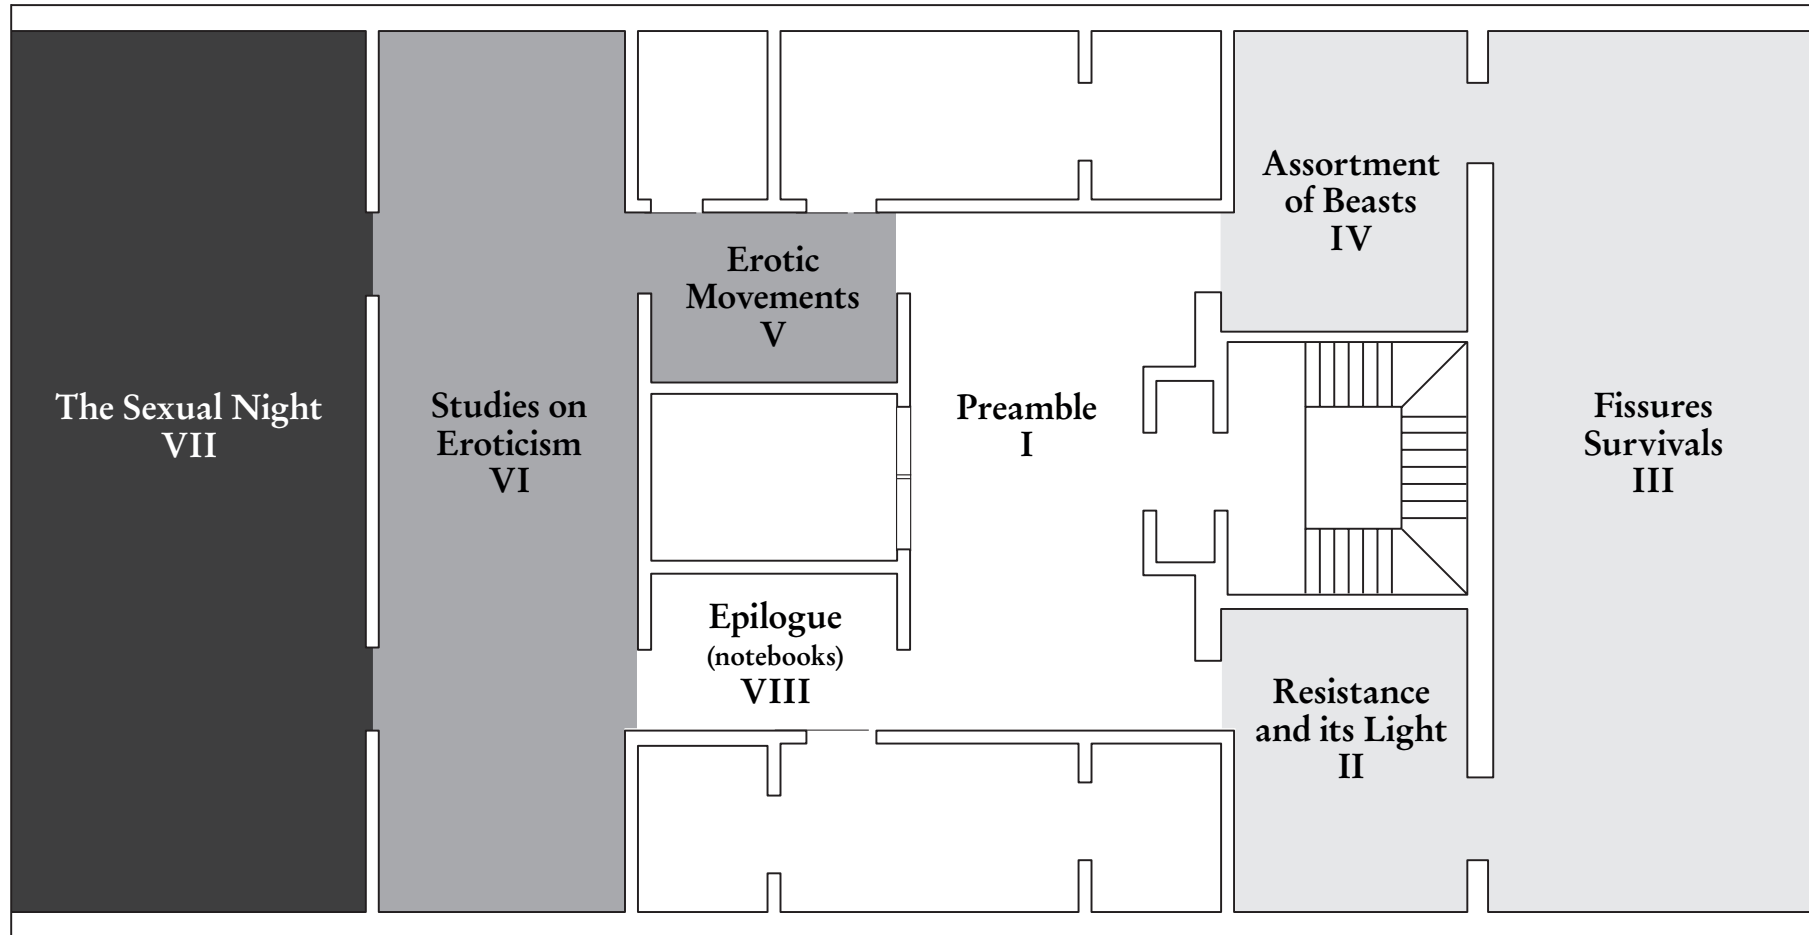 Preamble
I
Resistance
and its Light
II
Fissures
Survivals
III
Assortment
of Beasts
IV
Erotic
Movements
V
Studies on
Eroticism
VI
The Sexual Night
VII
Epilogue
(notebooks)
VIII